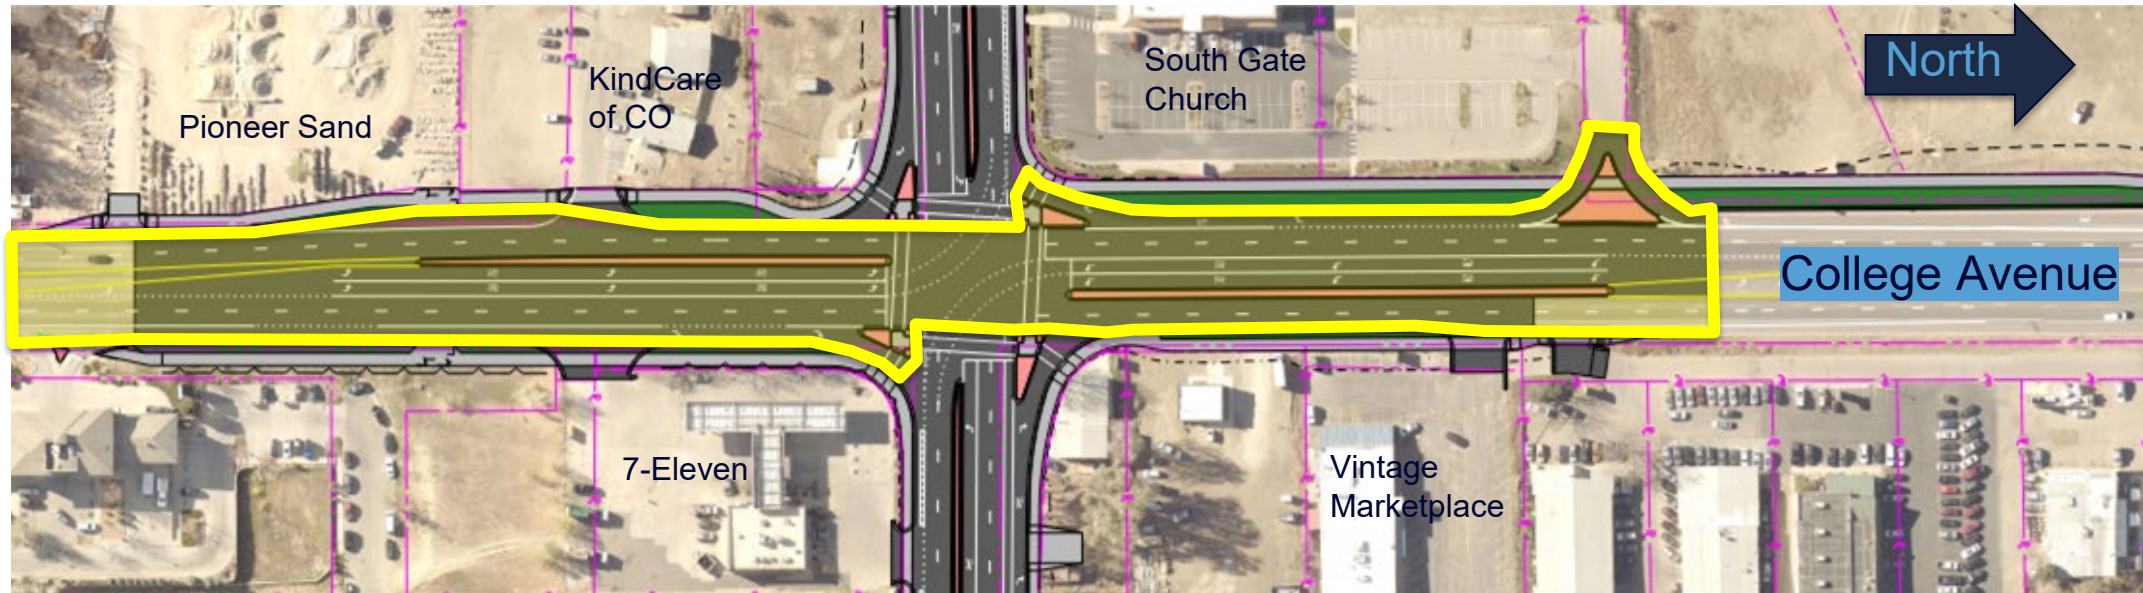 South Gate
Church
North
KindCare
of CO
Pioneer Sand
College Avenue
7-Eleven
Vintage
Marketplace